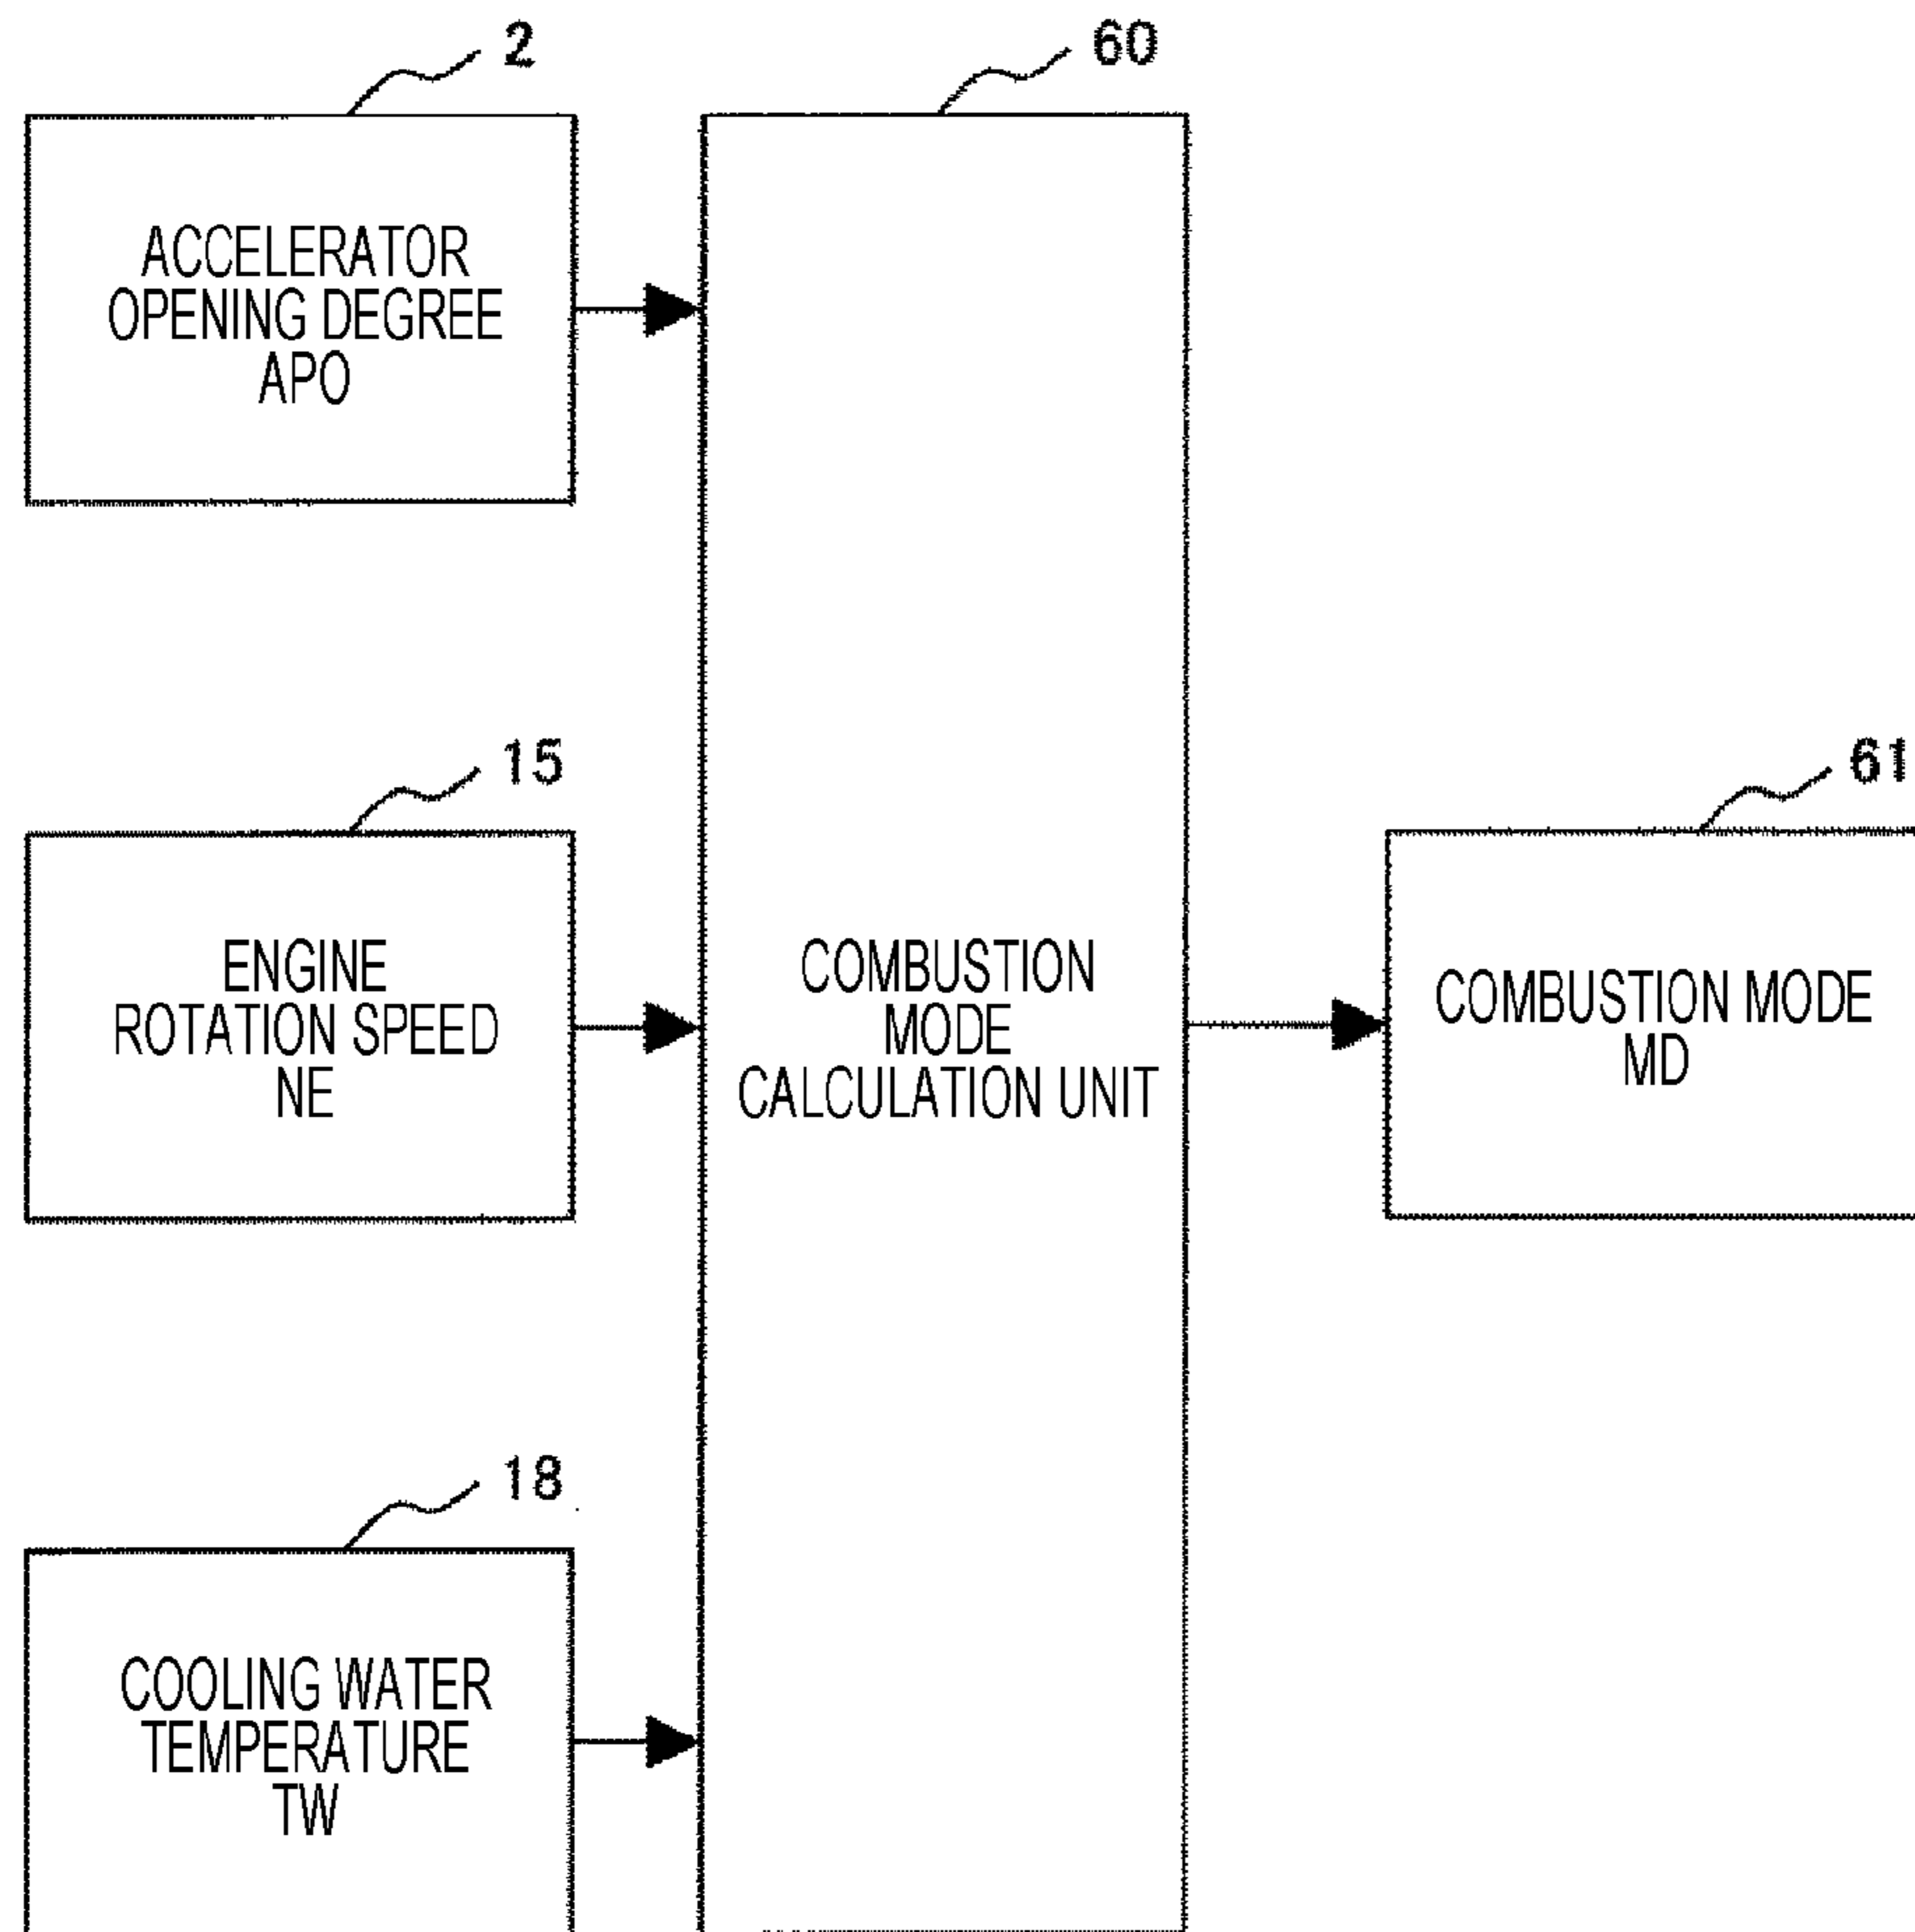 2
60
ACCELERATOR
OPENING DEGREE
APO
15
61
ENGINE
ROTATION SPEED
NE
COMBUSTION
MODE
CALCULATION UNIT
COMBUSTION MODE
MD
18
COOLING WATER
TEMPERATURE
TW